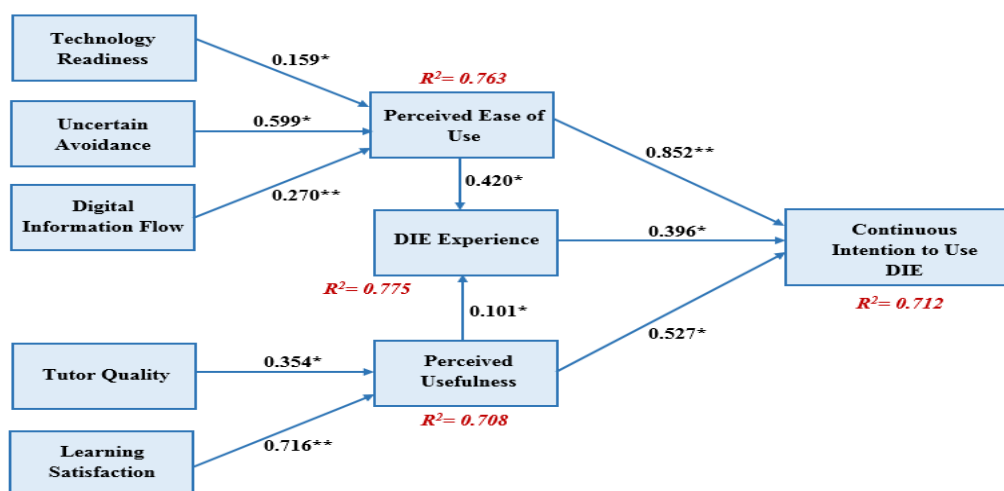 Technology
Readiness
0.159*
R²= 0.763
Perceived Ease of
Use
Uncertain
Avoidance
0.599*
0.852**
0.270**
0.420*
Digital
Information Flow
DIE Experience
0.396*
Continuous
Intention to Use
DIE
R²= 0.775
R²= 0.712
0.101*
0.527*
Tutor Quality
0.354*
Perceived
Usefulness
R²= 0.708
0.716**
Learning
Satisfaction